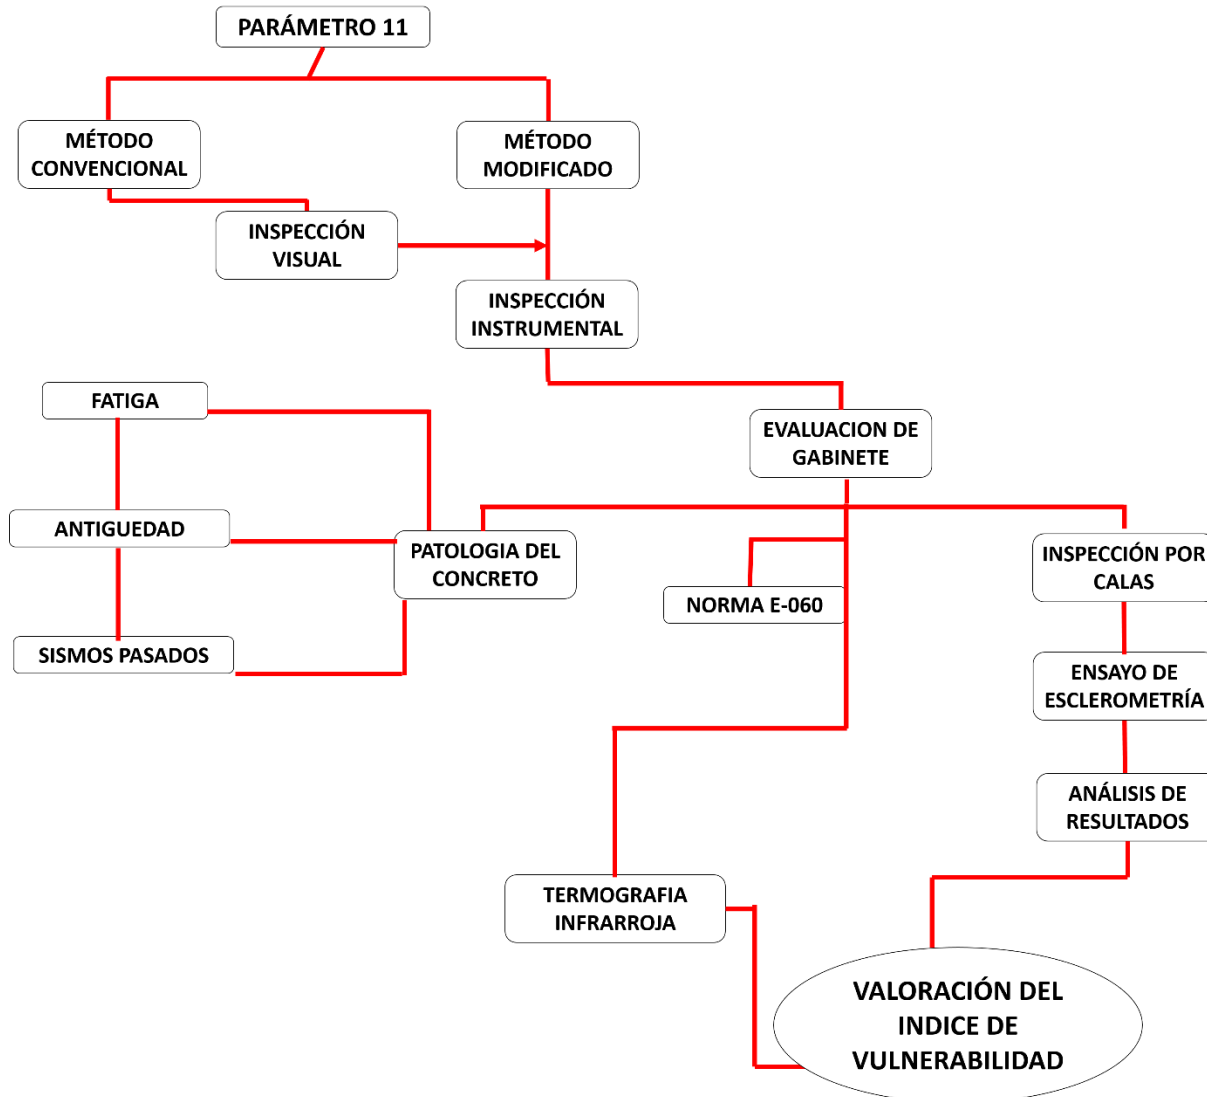 PARÁMETRO 11
MÉTODO
CONVENCIONAL
MÉTODO
MODIFICADO
INSPECCIÓN
VISUAL
INSPECCIÓN
INSTRUMENTAL
FATIGA
EVALUACION DE
GABINETE
ANTIGUEDAD
PATOLOGIA DEL
CONCRETO
INSPECCIÓN POR
CALAS
NORMA E-060
SISMOS PASADOS
ENSAYO DE
ESCLEROMETRÍA
ANÁLISIS DE
RESULTADOS
TERMOGRAFIA
INFRARROJA
VALORACIÓN DEL
INDICE DE
VULNERABILIDAD